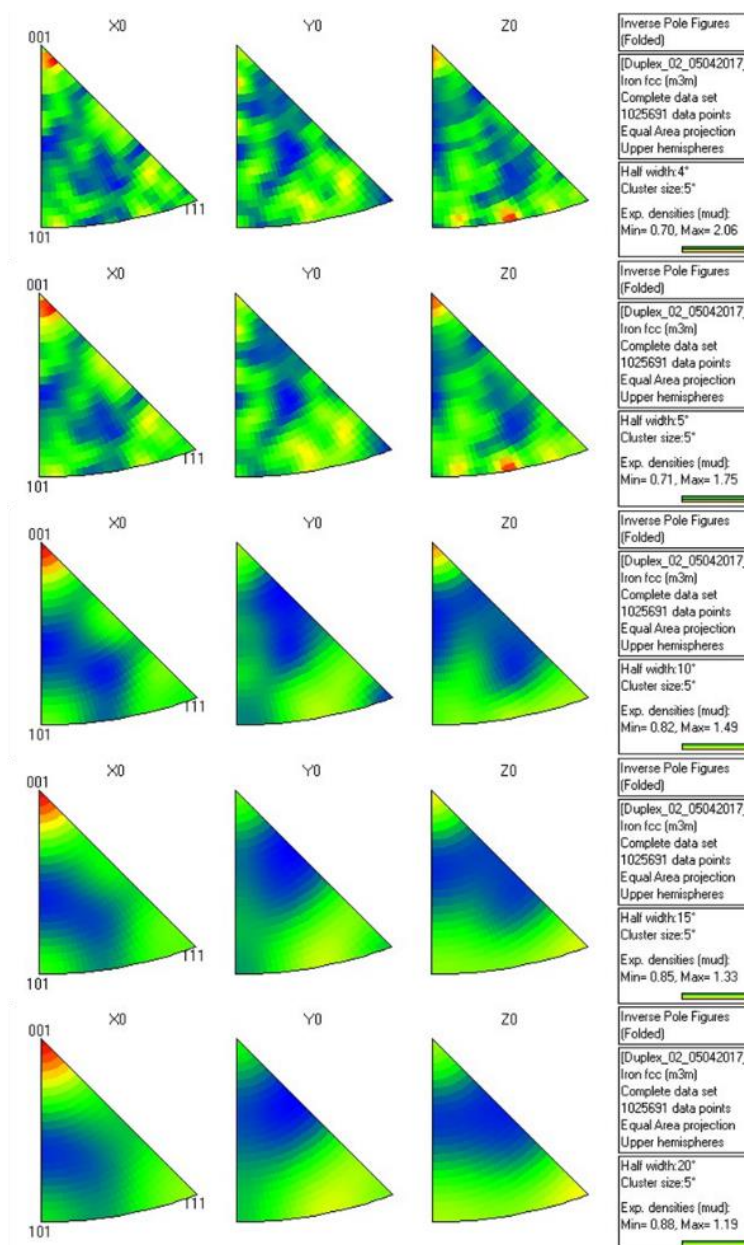 X0 Y0 Z0
001
111
101
Inverse Pole Figures
(Folded)
[Duplex_02_05042017]
Iron fcc (m3m)
Complete data set
1025691 data points
Equal Area projection
Upper hemispheres
Half width:4°
Cluster size:5°
Exp. densities (mud):
Min= 0.70, Max= 2.06
X0 Y0 Z0
001
111
101
Inverse Pole Figures
(Folded)
[Duplex_02_05042017]
Iron fcc (m3m)
Complete data set
1025691 data points
Equal Area projection
Upper hemispheres
Half width:5°
Cluster size:5°
Exp. densities (mud):
Min= 0.71, Max= 1.75
X0 Y0 Z0
001
111
101
Inverse Pole Figures
(Folded)
[Duplex_02_05042017]
Iron fcc (m3m)
Complete data set
1025691 data points
Equal Area projection
Upper hemispheres
Half width:10°
Cluster size:5°
Exp. densities (mud):
Min= 0.82, Max= 1.49
X0 Y0 Z0
001
111
101
Inverse Pole Figures
(Folded)
[Duplex_02_05042017]
Iron fcc (m3m)
Complete data set
1025691 data points
Equal Area projection
Upper hemispheres
Half width:15°
Cluster size:5°
Exp. densities (mud):
Min= 0.85, Max= 1.33
X0 Y0 Z0
001
111
101
Inverse Pole Figures
(Folded)
[Duplex_02_05042017]
Iron fcc (m3m)
Complete data set
1025691 data points
Equal Area projection
Upper hemispheres
Half width:20°
Cluster size:5°
Exp. densities (mud):
Min= 0.88, Max= 1.19